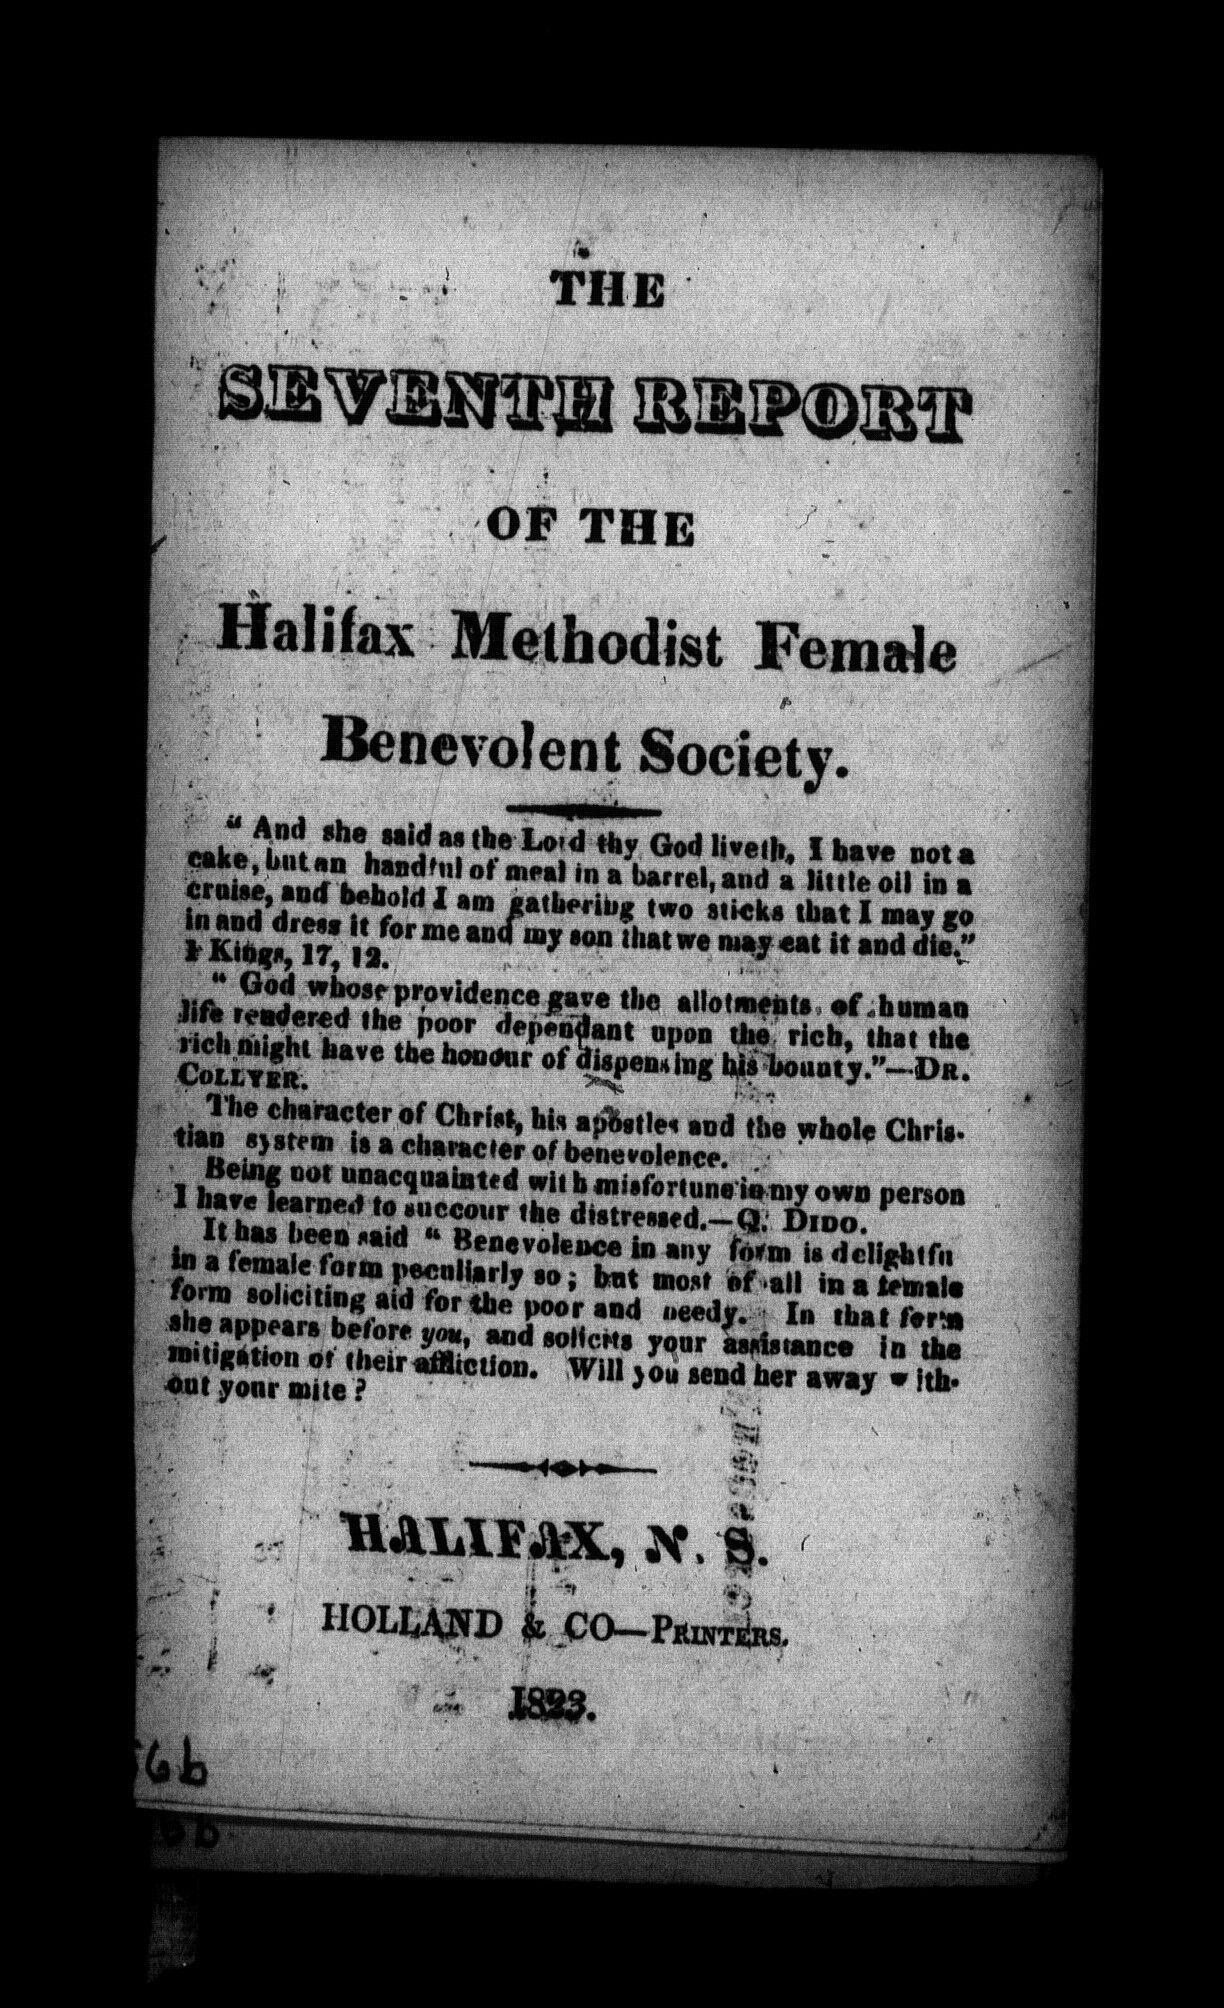 THE
SEVENTH REPORT
OF THE
Halifax Methodist Female
Benevolent Society.
“ And she said as the Lord thy God liveth, I have not a
cake, but an handful of meal in a barrel, and a little oil in a
cruise, and behold I am gathering two sticks that I may go
in and dress it for me and my son that we may eat it and die.”
1 Kings, 17, 12.
“ God whose providence gave the allotments of human
life rendered the poor dependant upon the rich, that the
rich might have the honour of dispensing his bounty.”—DR.
COLLYER.
The character of Christ, his apostles and the whole Chris-
tian system is a character of benevolence.
Being not unacquainted with misfortune in my own person
I have learned to succour the distressed.—Q. DIDO.
It has been said “ Benevolence in any form is delightfu
in a female form peculiarly so ; but most of all in a female
form soliciting aid for the poor and needy. In that form
she appears before you, and solicits your assistance in the
mitigation of their affliction. Will you send her away with-
out your mite ?
HALIFAX, N. S.
HOLLAND & CO—PRINTERS.
1823.
6b